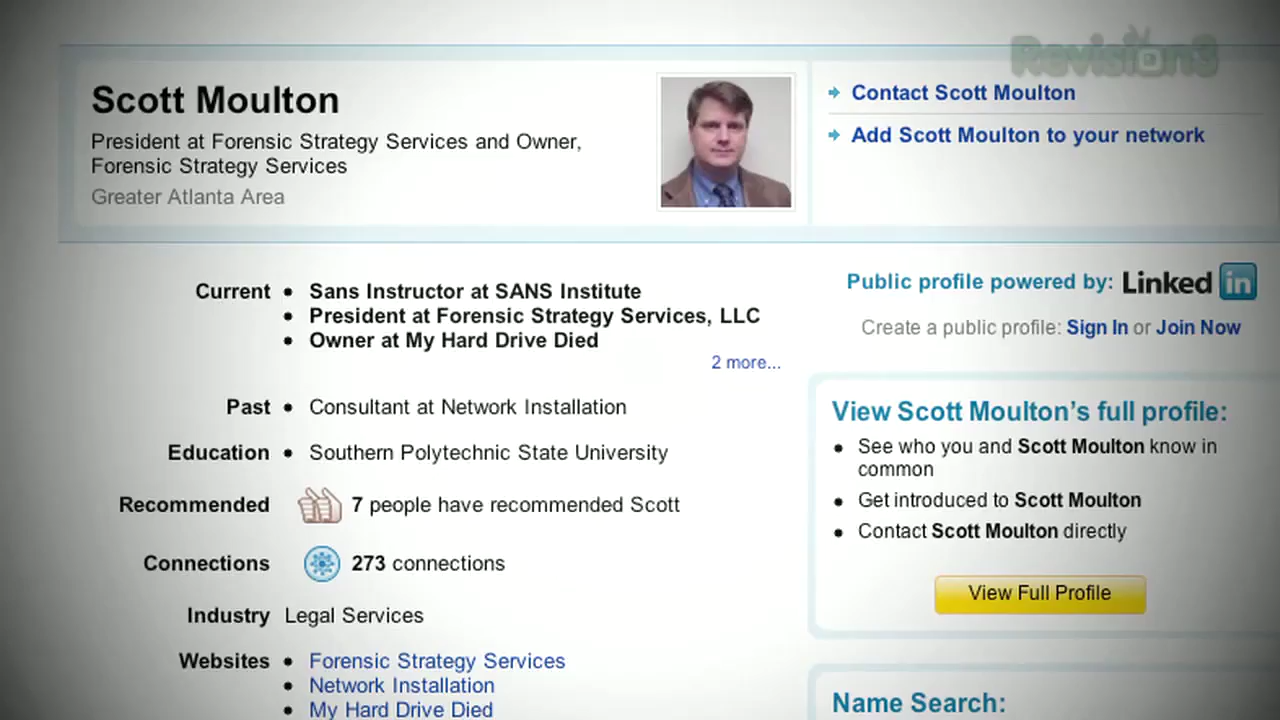 Revision3
Scott Moulton
President at Forensic Strategy Services and Owner,
Forensic Strategy Services
Greater Atlanta Area
Contact Scott Moulton
Add Scott Moulton to your network
Current • Sans Instructor at SANS Institute
• President at Forensic Strategy Services, LLC
• Owner at My Hard Drive Died
2 more...
Past • Consultant at Network Installation
Education • Southern Polytechnic State University
Recommended 7 people have recommended Scott
Connections 273 connections
Industry Legal Services
Websites • Forensic Strategy Services
• Network Installation
• My Hard Drive Died
Public profile powered by: Linked in
Create a public profile: Sign In or Join Now
View Scott Moulton's full profile:
• See who you and Scott Moulton know in
common
• Get introduced to Scott Moulton
• Contact Scott Moulton directly
View Full Profile
Name Search: